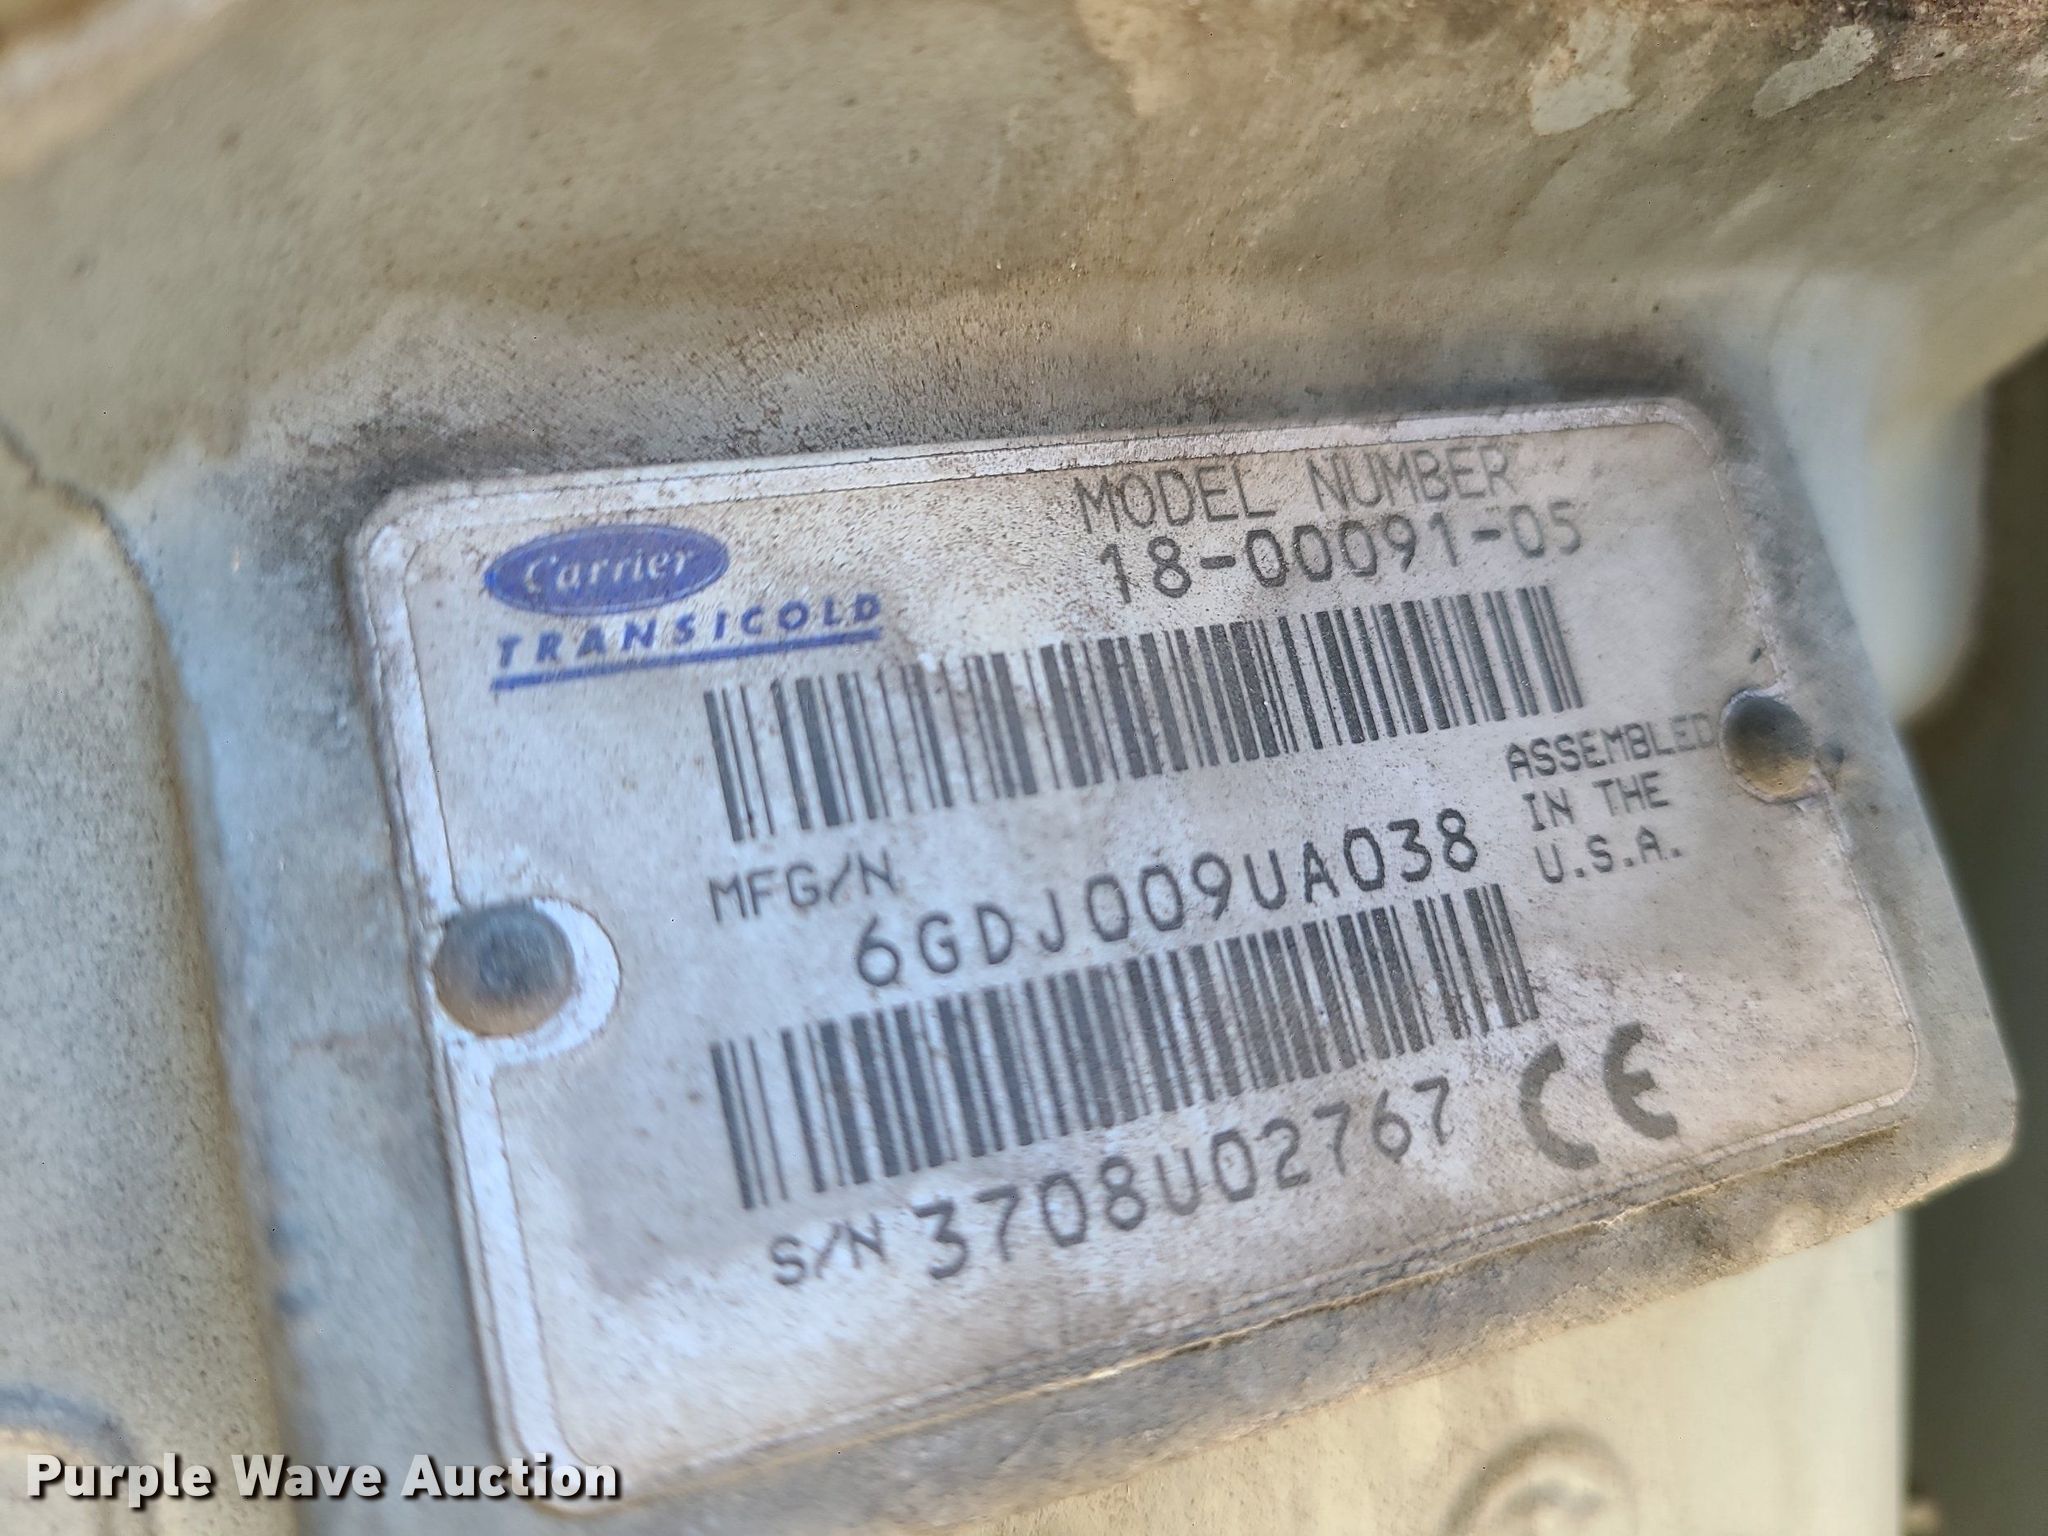 Carrier
TRANSICOLD
MODEL NUMBER
18-00091-05
MFG/N
6GDJ009UA038
ASSEMBLED
IN THE
U.S.A.
S/N 3708U02767
CE
Purple Wave Auction